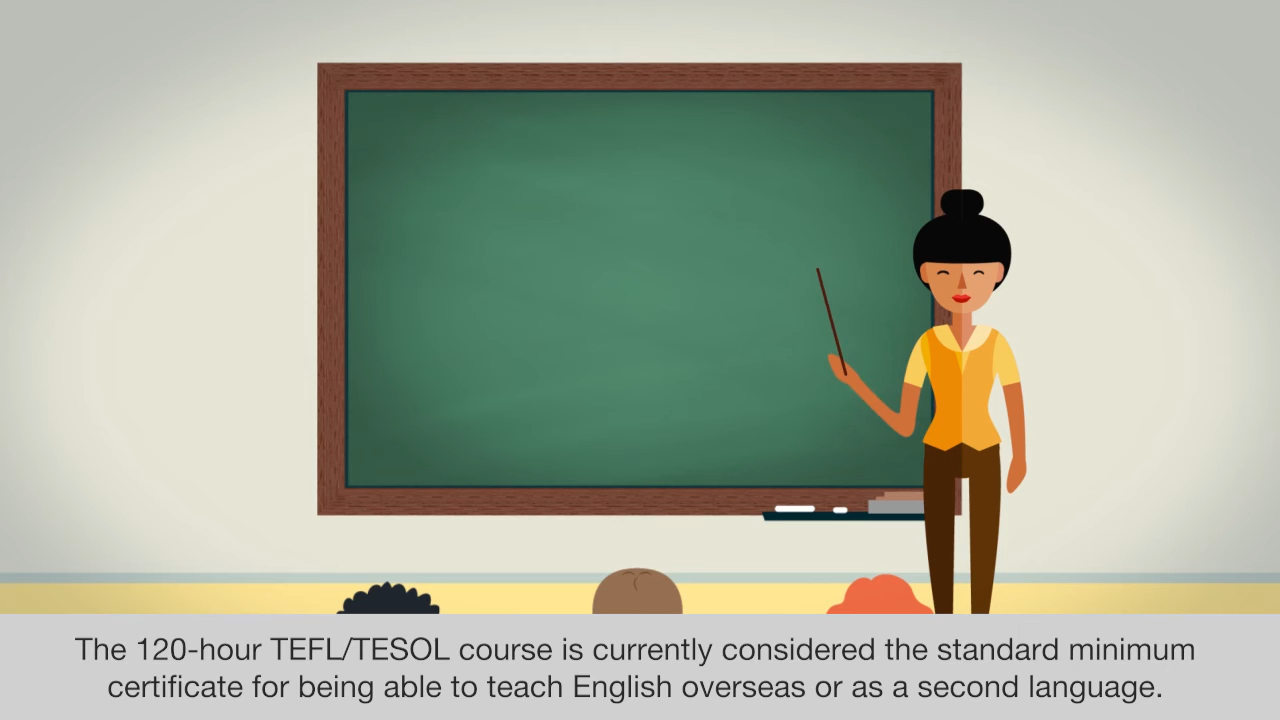 The 120-hour TEFL/TESOL course is currently considered the standard minimum
certificate for being able to teach English overseas or as a second language.